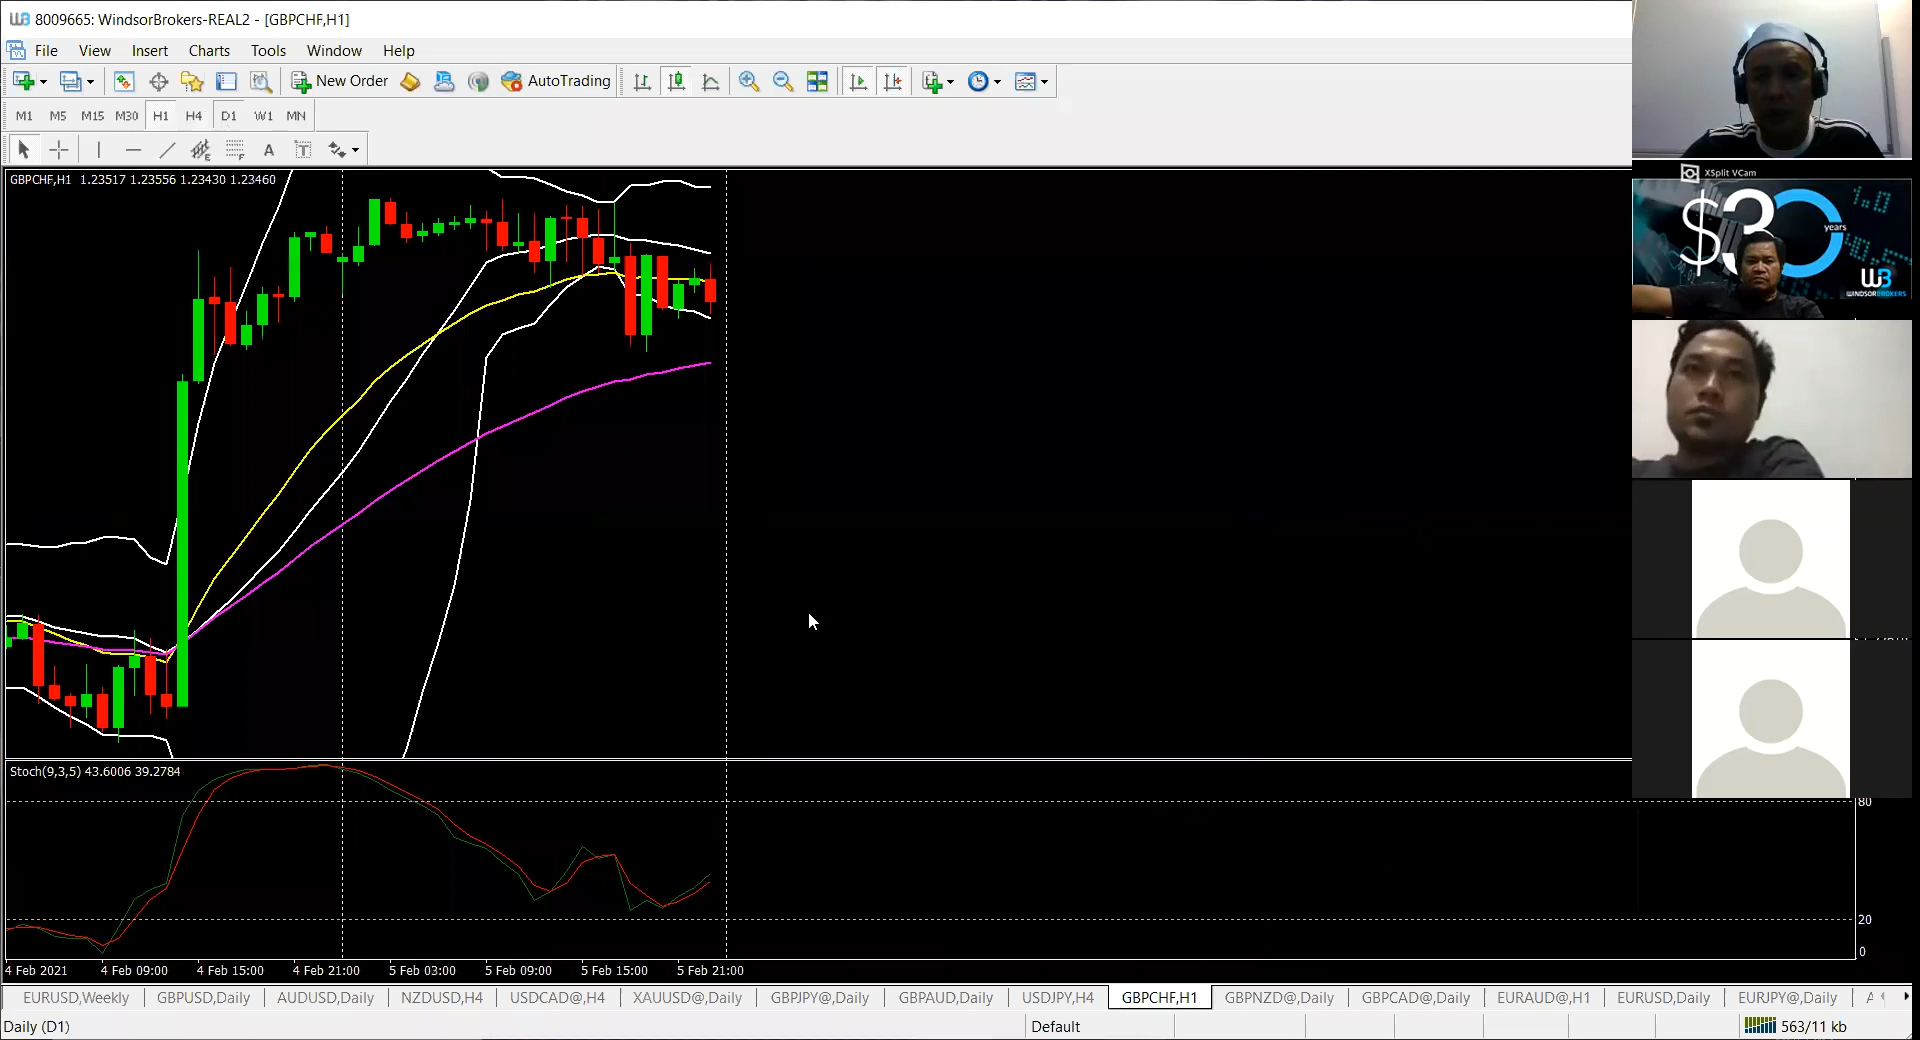 8009665: WindsorBrokers-REAL2 - [GBPCHF,H1]
File View Insert Charts Tools Window Help
New Order AutoTrading
M1 M5 M15 M30 H1 H4 D1 W1 MN
E F A T
GBPCHF,H1 1.23517 1.23556 1.23430 1.23460
XSplit VCam
$30
years
1.0
WB
WINDSORBROKERS
Stoch(9,3,5) 43.6006 39.2784
80
20
0
4 Feb 2021 4 Feb 09:00 4 Feb 15:00 4 Feb 21:00 5 Feb 03:00 5 Feb 09:00 5 Feb 15:00 5 Feb 21:00
EURUSD,Weekly GBPUSD,Daily AUDUSD,Daily NZDUSD,H4 USDCAD@,H4 XAUUSD@,Daily GBPJPY@,Daily GBPAUD,Daily USDJPY,H4 GBPCHF,H1 GBPNZD@,Daily GBPCAD@,Daily EURAUD@,H1 EURUSD,Daily EURJPY@,Daily
Daily (D1) Default 563/11 kb